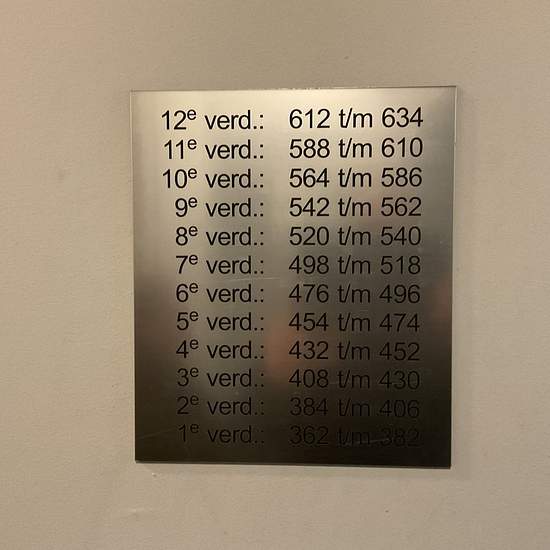 12e verd.: 612 t/m 634
11e verd.: 588 t/m 610
10e verd.: 564 t/m 586
9e verd.: 542 t/m 562
8e verd.: 520 t/m 540
7e verd.: 498 t/m 518
6e verd.: 476 t/m 496
5e verd.: 454 t/m 474
4e verd.: 432 t/m 452
3e verd.: 408 t/m 430
2e verd.: 384 t/m 406
1e verd.: 362 t/m 382